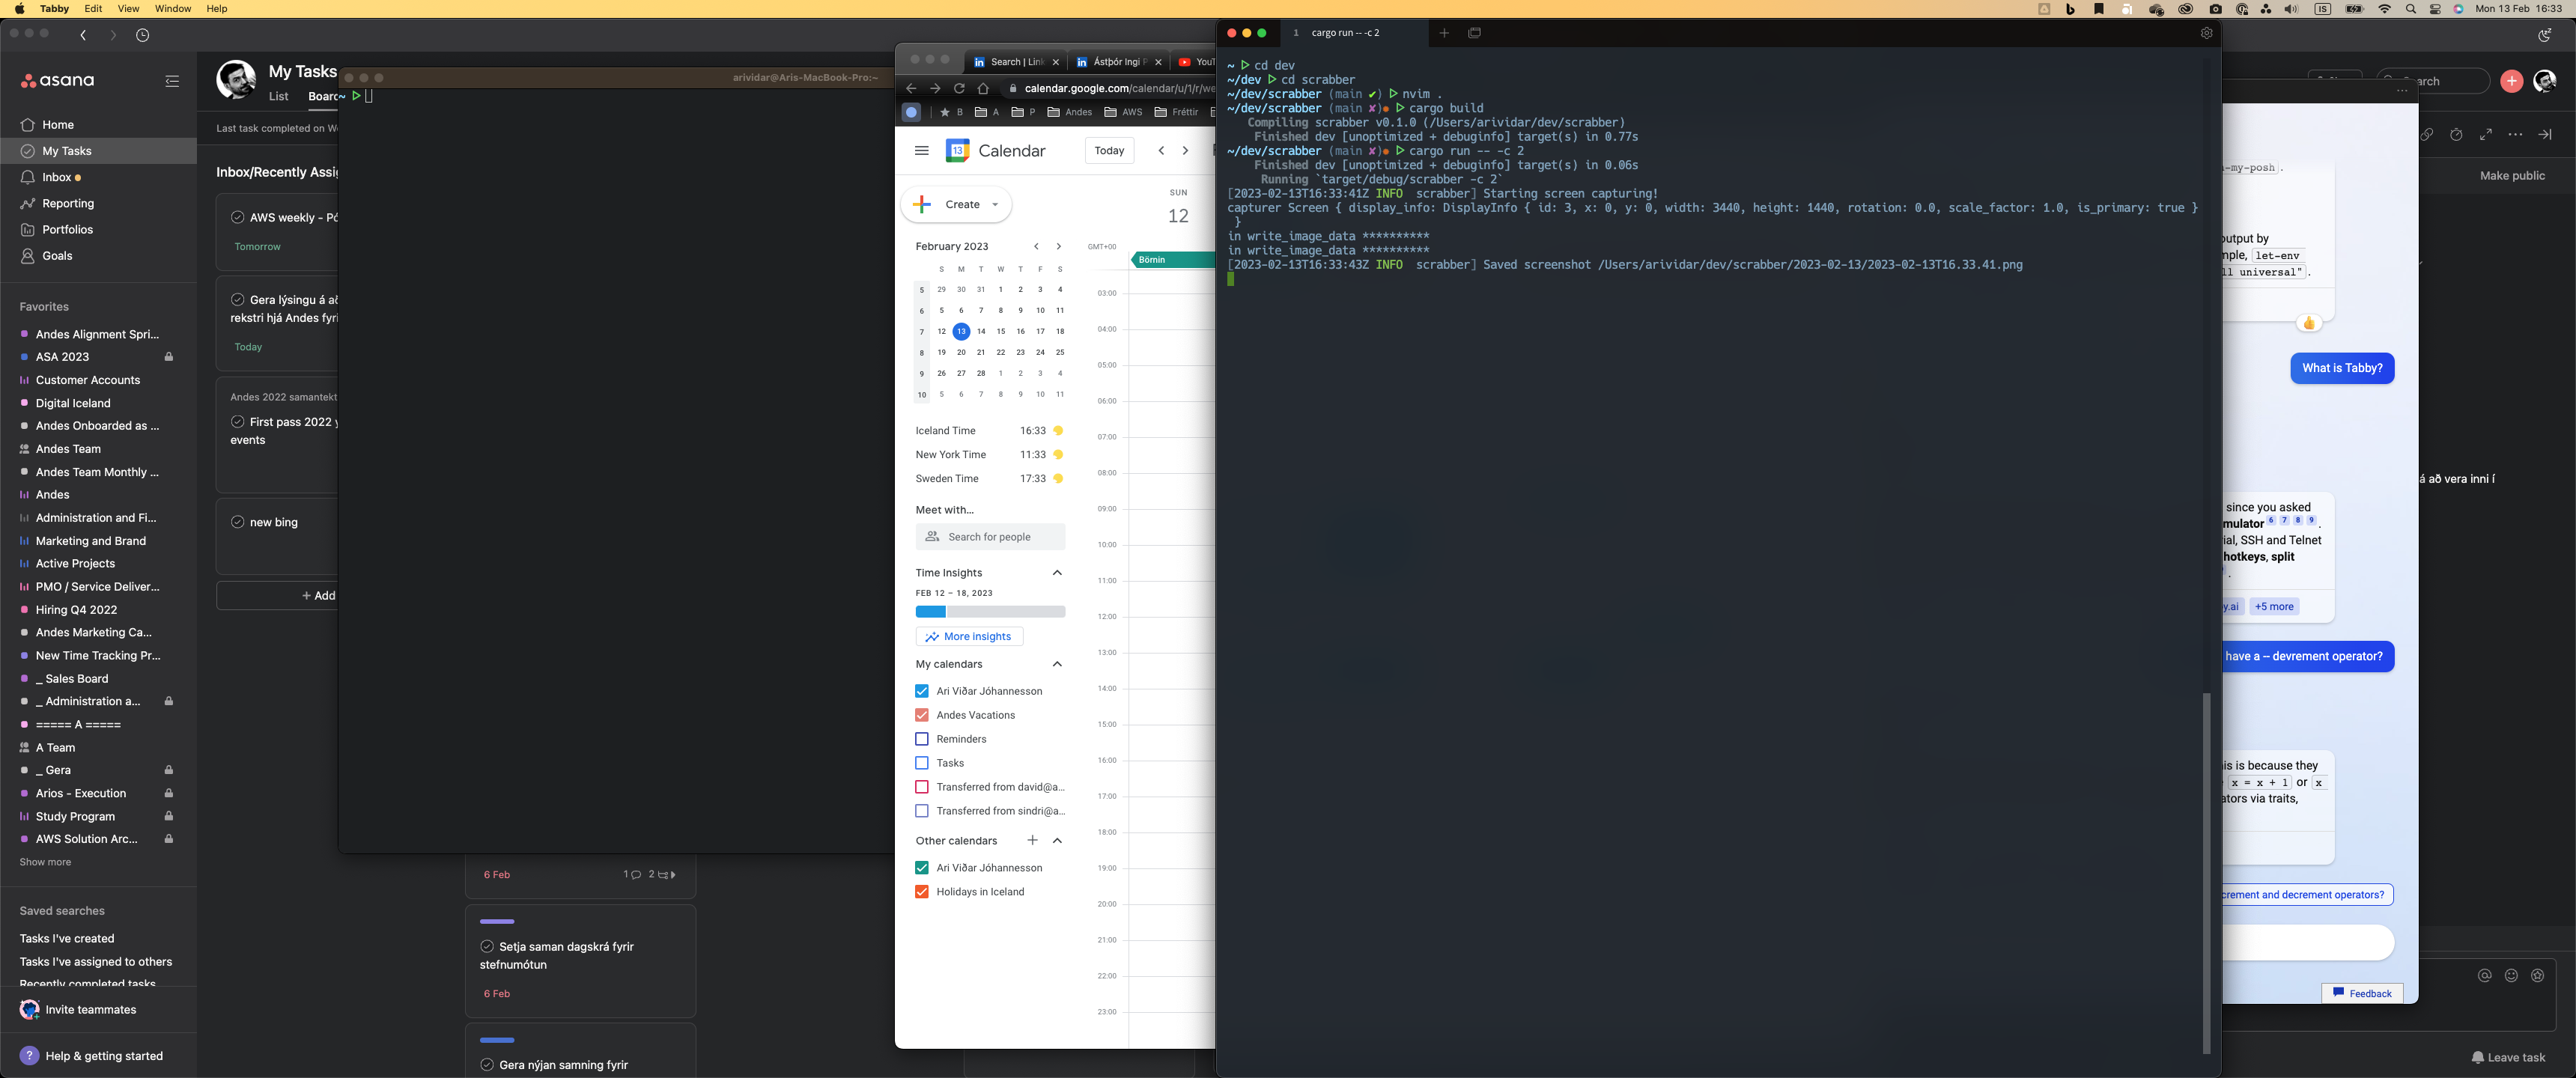 Tabby Edit View Window Help
IS Mon 13 Feb 16:33
asana
Home
My Tasks
Inbox
Reporting
Portfolios
Goals
Favorites
Andes Alignment Spri...
ASA 2023
Customer Accounts
Digital Iceland
Andes Onboarded as ...
Andes Team
Andes Team Monthly ...
Andes
Administration and Fi...
Marketing and Brand
Active Projects
PMO / Service Deliver...
Hiring Q4 2022
Andes Marketing Ca...
New Time Tracking Pr...
_ Sales Board
_ Administration a...
===== A =====
A Team
_ Gera
Arios - Execution
Study Program
AWS Solution Arc...
Show more
Saved searches
Tasks I've created
Tasks I've assigned to others
Recently completed tasks
Invite teammates
? Help & getting started
My Tasks
List Board
Last task completed on We
Inbox/Recently Assig
AWS weekly - Pó
Tomorrow
Gera lýsingu á að
rekstri hjá Andes fyri
Today
Andes 2022 samantekt
First pass 2022 y
events
new bing
+ Add
6 Feb 1 2
Setja saman dagskrá fyrir
stefnumótun
6 Feb
Gera nýjan samning fyrir
arividar@Aris-MacBook-Pro:~
~
Search | Link Ástþór Ingi P YouT
calendar.google.com/calendar/u/1/r/we
B A P Andes AWS Fréttir
13 Calendar Today
Create
SUN
12
February 2023
GMT+00
Börnin
S M T W T F S
5 29 30 31 1 2 3 4
6 5 6 7 8 9 10 11
7 12 13 14 15 16 17 18
8 19 20 21 22 23 24 25
9 26 27 28 1 2 3 4
10 5 6 7 8 9 10 11
Iceland Time 16:33
New York Time 11:33
Sweden Time 17:33
Meet with...
Search for people
Time Insights
FEB 12 – 18, 2023
More insights
My calendars
Ari Viðar Jóhannesson
Andes Vacations
Reminders
Tasks
Transferred from david@a...
Transferred from sindri@a...
Other calendars
Ari Viðar Jóhannesson
Holidays in Iceland
03:00
04:00
05:00
06:00
07:00
08:00
09:00
10:00
11:00
12:00
13:00
14:00
15:00
16:00
17:00
18:00
19:00
20:00
21:00
22:00
23:00
1 cargo run -- -c 2
~ ▷ cd dev
~/dev ▷ cd scrabber
~/dev/scrabber (main ✔) ▷ nvim .
~/dev/scrabber (main ✘)● ▷ cargo build
Compiling scrabber v0.1.0 (/Users/arividar/dev/scrabber)
Finished dev [unoptimized + debuginfo] target(s) in 0.77s
~/dev/scrabber (main ✘)● ▷ cargo run -- -c 2
Finished dev [unoptimized + debuginfo] target(s) in 0.06s
Running `target/debug/scrabber -c 2`
[2023-02-13T16:33:41Z INFO  scrabber] Starting screen capturing!
capturer Screen { display_info: DisplayInfo { id: 3, x: 0, y: 0, width: 3440, height: 1440, rotation: 0.0, scale_factor: 1.0, is_primary: true }
}
in write_image_data **********
in write_image_data **********
[2023-02-13T16:33:43Z INFO  scrabber] Saved screenshot /Users/arividar/dev/scrabber/2023-02-13/2023-02-13T16.33.41.png
earch
Make public
-my-posh.
output by
mple, let-env
ll universal".
What is Tabby?
á að vera inni í
since you asked
mulator 6 7 8 9.
ial, SSH and Telnet
hotkeys, split
.
y.ai +5 more
have a -- devrement operator?
his is because they
x = x + 1 or x
ators via traits,
crement and decrement operators?
Feedback
Leave task